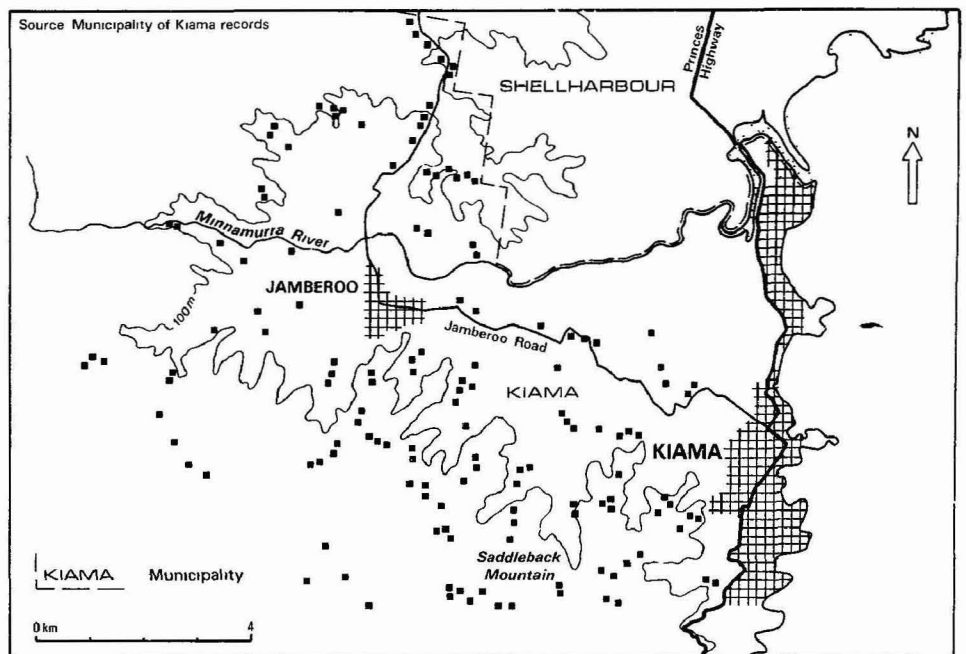 Source Municipality of Kiama records
Princes
Highway
SHELLHARBOUR
N
Minnamurra River
JAMBEROO
100m
Jamberoo Road
KIAMA
KIAMA
Saddleback
Mountain
KIAMA Municipality
0 km 4